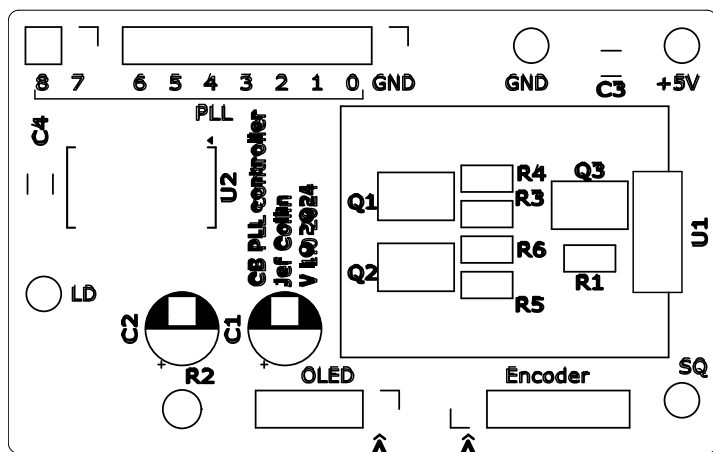 8 7 6 5 4 3 2 1 0 GND
GND
C3
+5V
PLL
C4
U2
CB PLL controller
Jef Collin
V 1.0 2024
R4
R3
Q1
Q3
U1
R6
Q2
R5
R1
LD
C2
C1
+
+
R2
OLED
Encoder
SQ